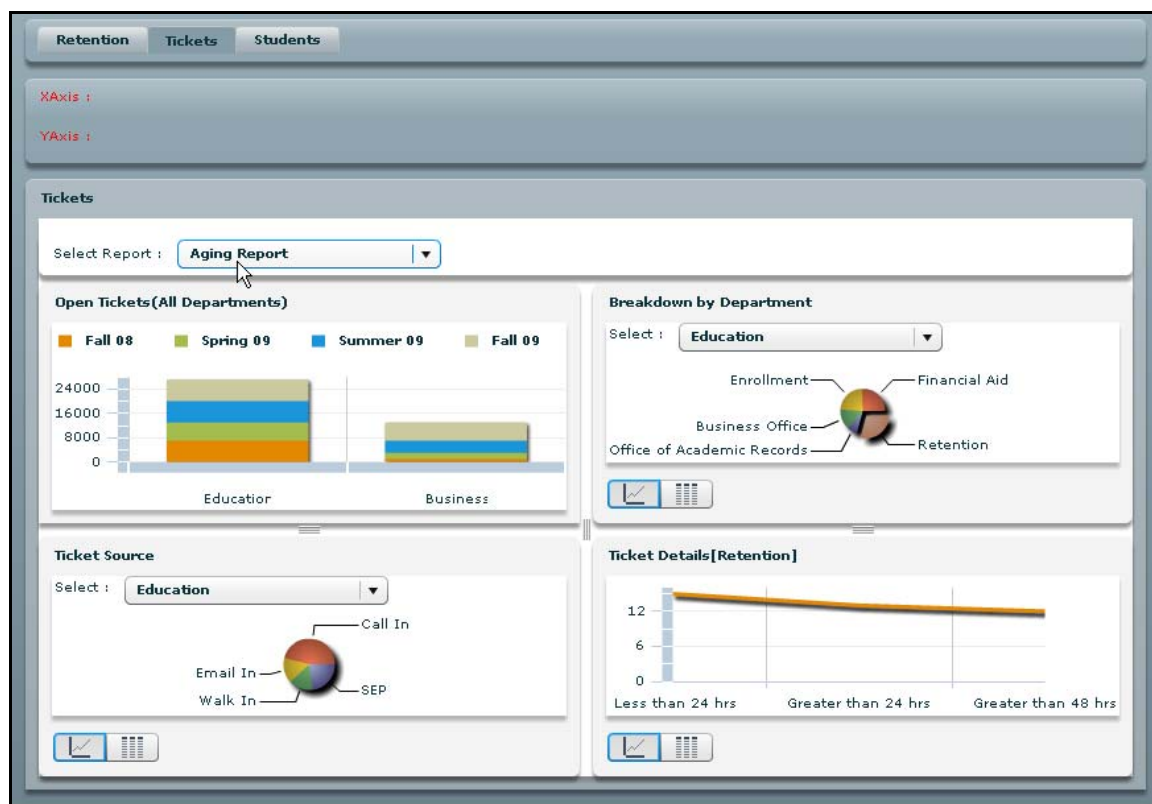 Retention Tickets Students
XAxis :
YAxis :
Tickets
Select Report : Aging Report
Open Tickets(All Departments)
Fall 08 Spring 09 Summer 09 Fall 09
24000
16000
8000
0
Educatior Business
Breakdown by Department
Select : Education
Enrollment Financial Aid
Business Office
Office of Academic Records Retention
Ticket Source
Select : Education
Call In
Email In
SEP
Walk In
Ticket Details[Retention]
12
6
0
Less than 24 hrs Greater than 24 hrs Greater than 48 hrs